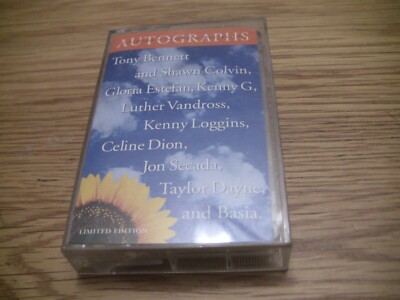 AUTOGRAPHS
Tony Bennett
and Shawn Colvin,
Gloria Estefan, Kenny G,
Luther Vandross,
Kenny Loggins,
Celine Dion,
Jon Secada,
Taylor Dayne,
and Basia.
LIMITED EDITION